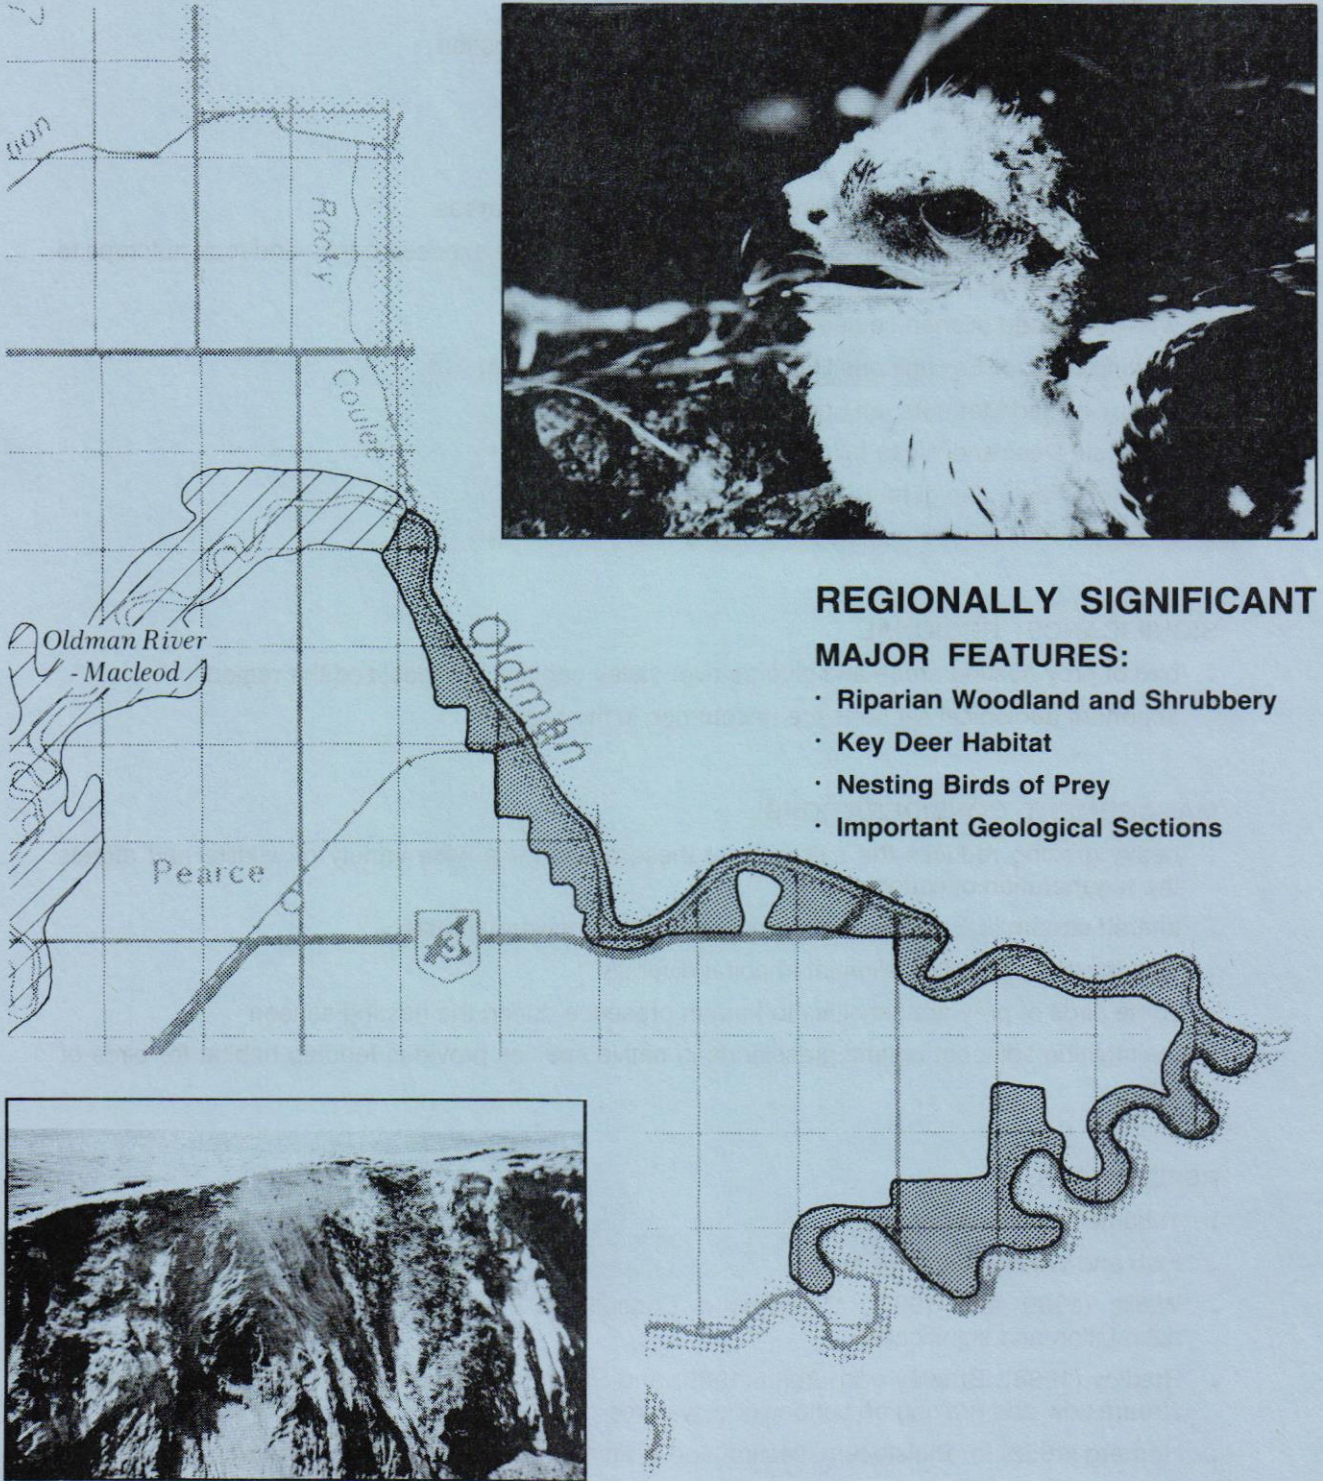 Rocky
Coulee
Oldman River
- Macleod
Oldman
REGIONALLY SIGNIFICANT
MAJOR FEATURES:
· Riparian Woodland and Shrubbery
· Key Deer Habitat
· Nesting Birds of Prey
· Important Geological Sections
Pearce
3